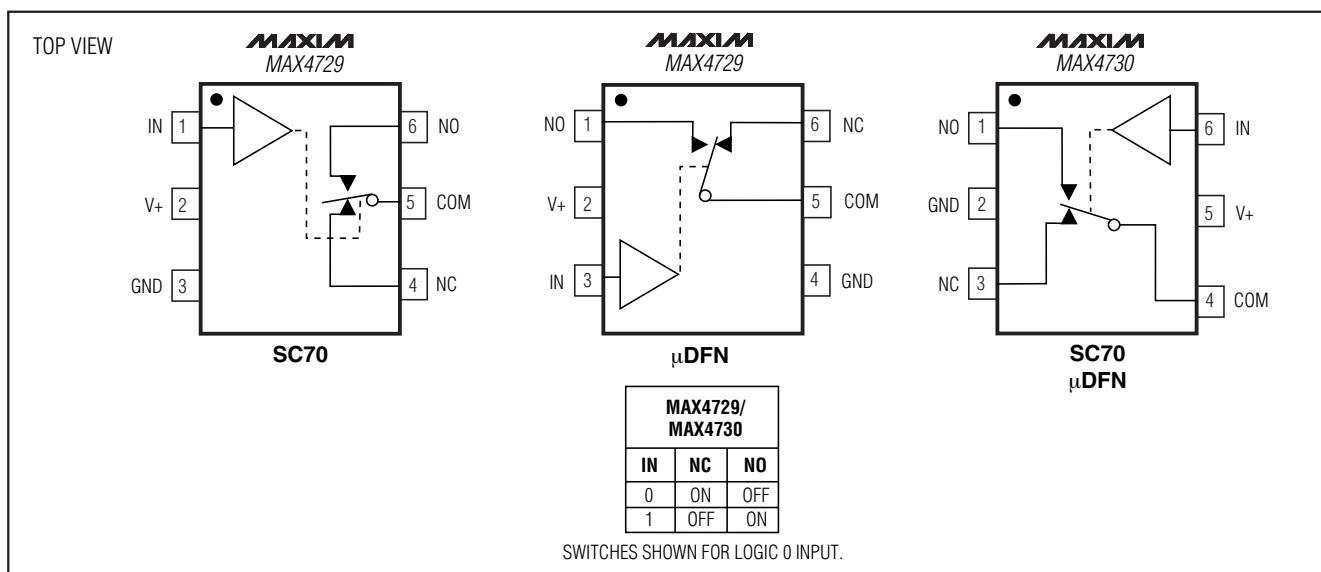 TOP VIEW
MAXIM
MAX4729
IN 1
6 NO
V+ 2
5 COM
GND 3
4 NC
SC70
MAXIM
MAX4729
NO 1
6 NC
V+ 2
5 COM
IN 3
4 GND
μDFN
MAXIM
MAX4730
NO 1
6 IN
GND 2
5 V+
NC 3
4 COM
SC70
μDFN
MAX4729/
MAX4730
IN NC NO
0 ON OFF
1 OFF ON
SWITCHES SHOWN FOR LOGIC 0 INPUT.